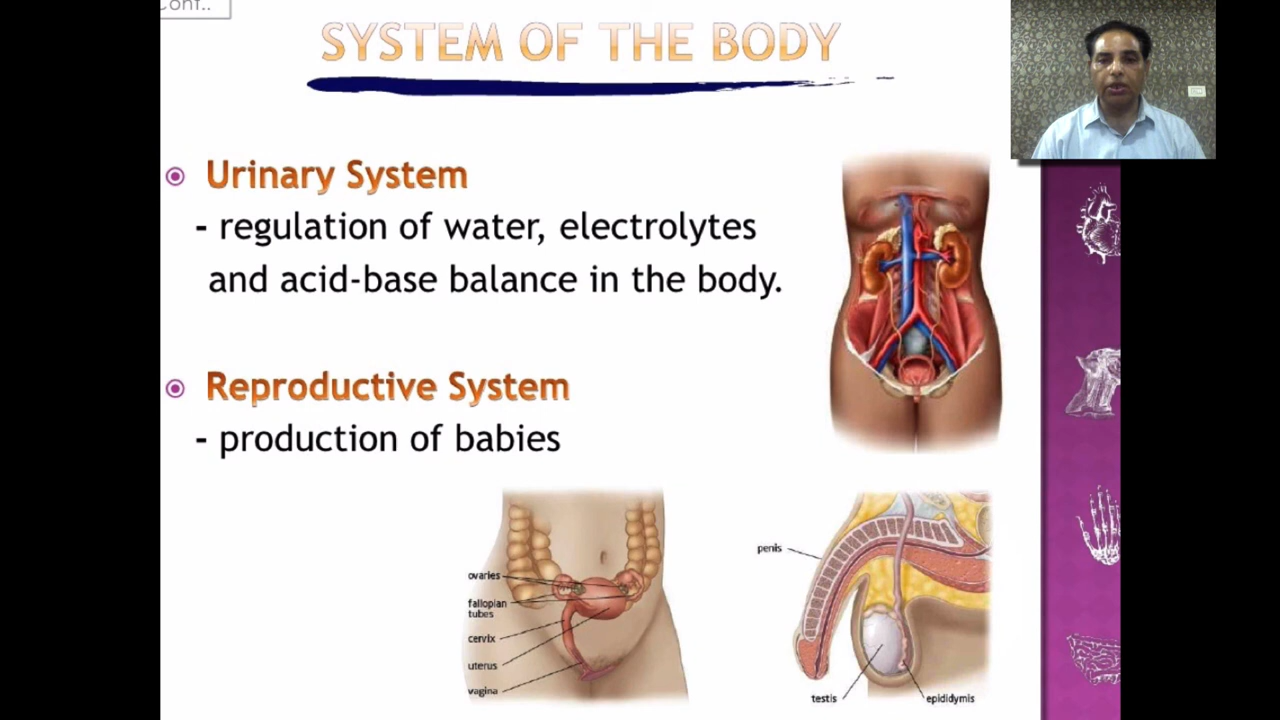 Conf..
SYSTEM OF THE BODY
Urinary System
- regulation of water, electrolytes
and acid-base balance in the body.
Reproductive System
- production of babies
ovaries
fallopian
tubes
cervix
uterus
vagina
penis
testis
epididymis